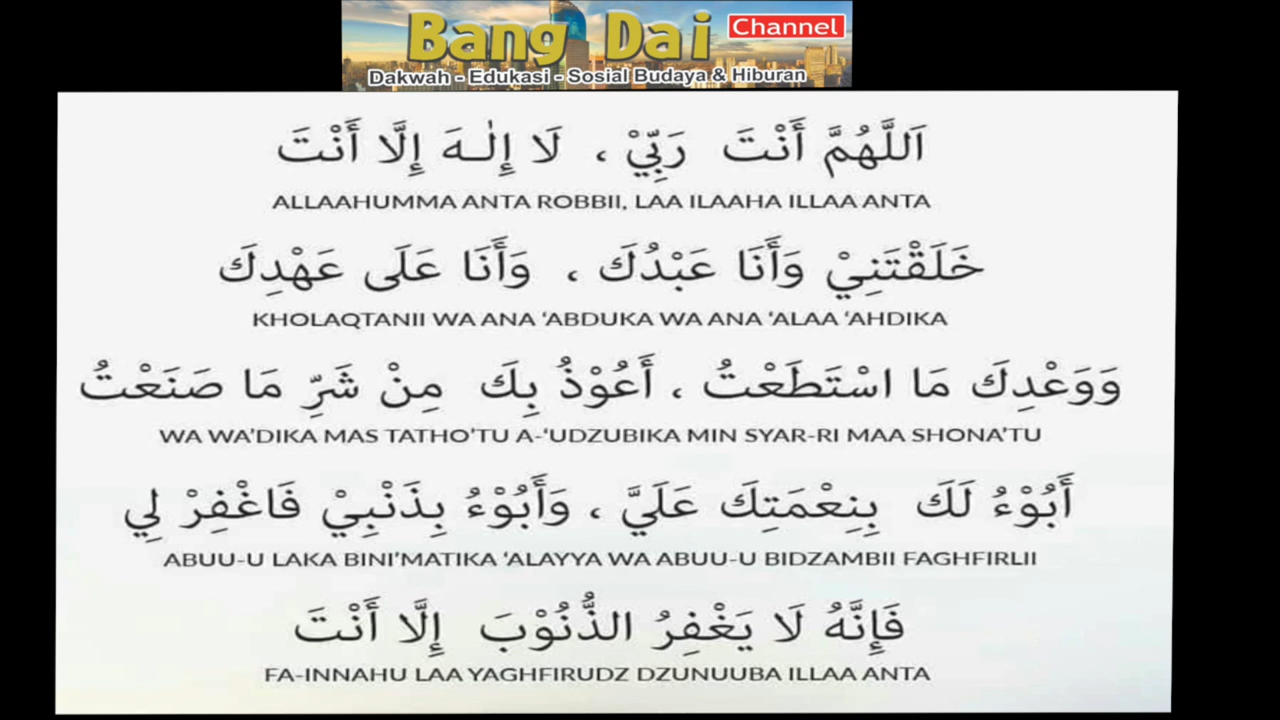 Bang Dai Channel
Dakwah - Edukasi - Sosial Budaya & Hiburan
اَللَّهُمَّ أَنْتَ رَبِّيْ ، لَا إِلٰـهَ إِلَّا أَنْتَ
ALLAAHUMMA ANTA ROBBII, LAA ILAAHA ILLAA ANTA
خَلَقْتَنِيْ وَأَنَا عَبْدُكَ ، وَأَنَا عَلَى عَهْدِكَ
KHOLAQTANII WA ANA ‘ABDUKA WA ANA ‘ALAA ‘AHDIKA
وَوَعْدِكَ مَا اسْتَطَعْتُ ، أَعُوْذُ بِكَ مِنْ شَرِّ مَا صَنَعْتُ
WA WA’DIKA MAS TATHO’TU A-‘UDZUBIKA MIN SYAR-RI MAA SHONA’TU
أَبُوْءُ لَكَ بِنِعْمَتِكَ عَلَيَّ ، وَأَبُوْءُ بِذَنْبِيْ فَاغْفِرْ لِي
ABUU-U LAKA BINI’MATIKA ‘ALAYYA WA ABUU-U BIDZAMBII FAGHFIRLII
فَإِنَّهُ لَا يَغْفِرُ الذُّنُوْبَ إِلَّا أَنْتَ
FA-INNAHU LAA YAGHFIRUDZ DZUNUUBA ILLAA ANTA